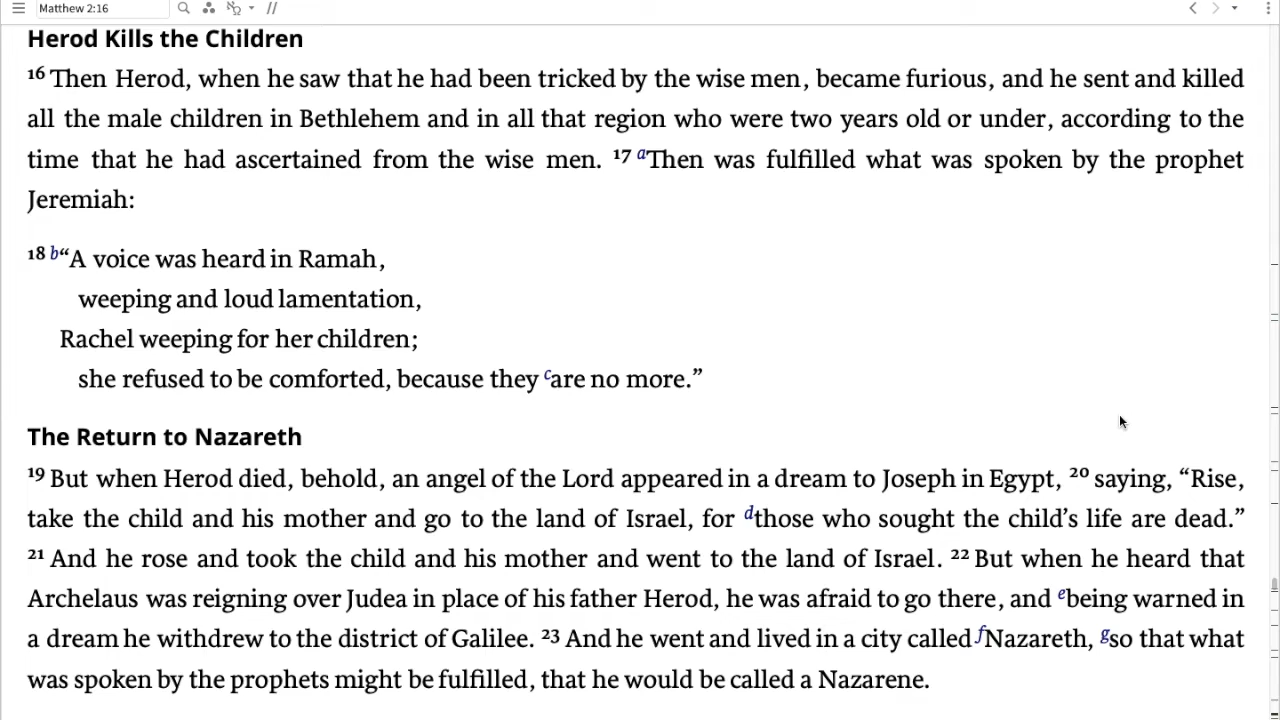 Matthew 2:16
Herod Kills the Children
16 Then Herod, when he saw that he had been tricked by the wise men, became furious, and he sent and killed
all the male children in Bethlehem and in all that region who were two years old or under, according to the
time that he had ascertained from the wise men. 17 aThen was fulfilled what was spoken by the prophet
Jeremiah:
18 b“A voice was heard in Ramah,
weeping and loud lamentation,
Rachel weeping for her children;
she refused to be comforted, because they care no more.”
The Return to Nazareth
19 But when Herod died, behold, an angel of the Lord appeared in a dream to Joseph in Egypt, 20 saying, “Rise,
take the child and his mother and go to the land of Israel, for dthose who sought the child’s life are dead.”
21 And he rose and took the child and his mother and went to the land of Israel. 22 But when he heard that
Archelaus was reigning over Judea in place of his father Herod, he was afraid to go there, and ebeing warned in
a dream he withdrew to the district of Galilee. 23 And he went and lived in a city called fNazareth, gso that what
was spoken by the prophets might be fulfilled, that he would be called a Nazarene.